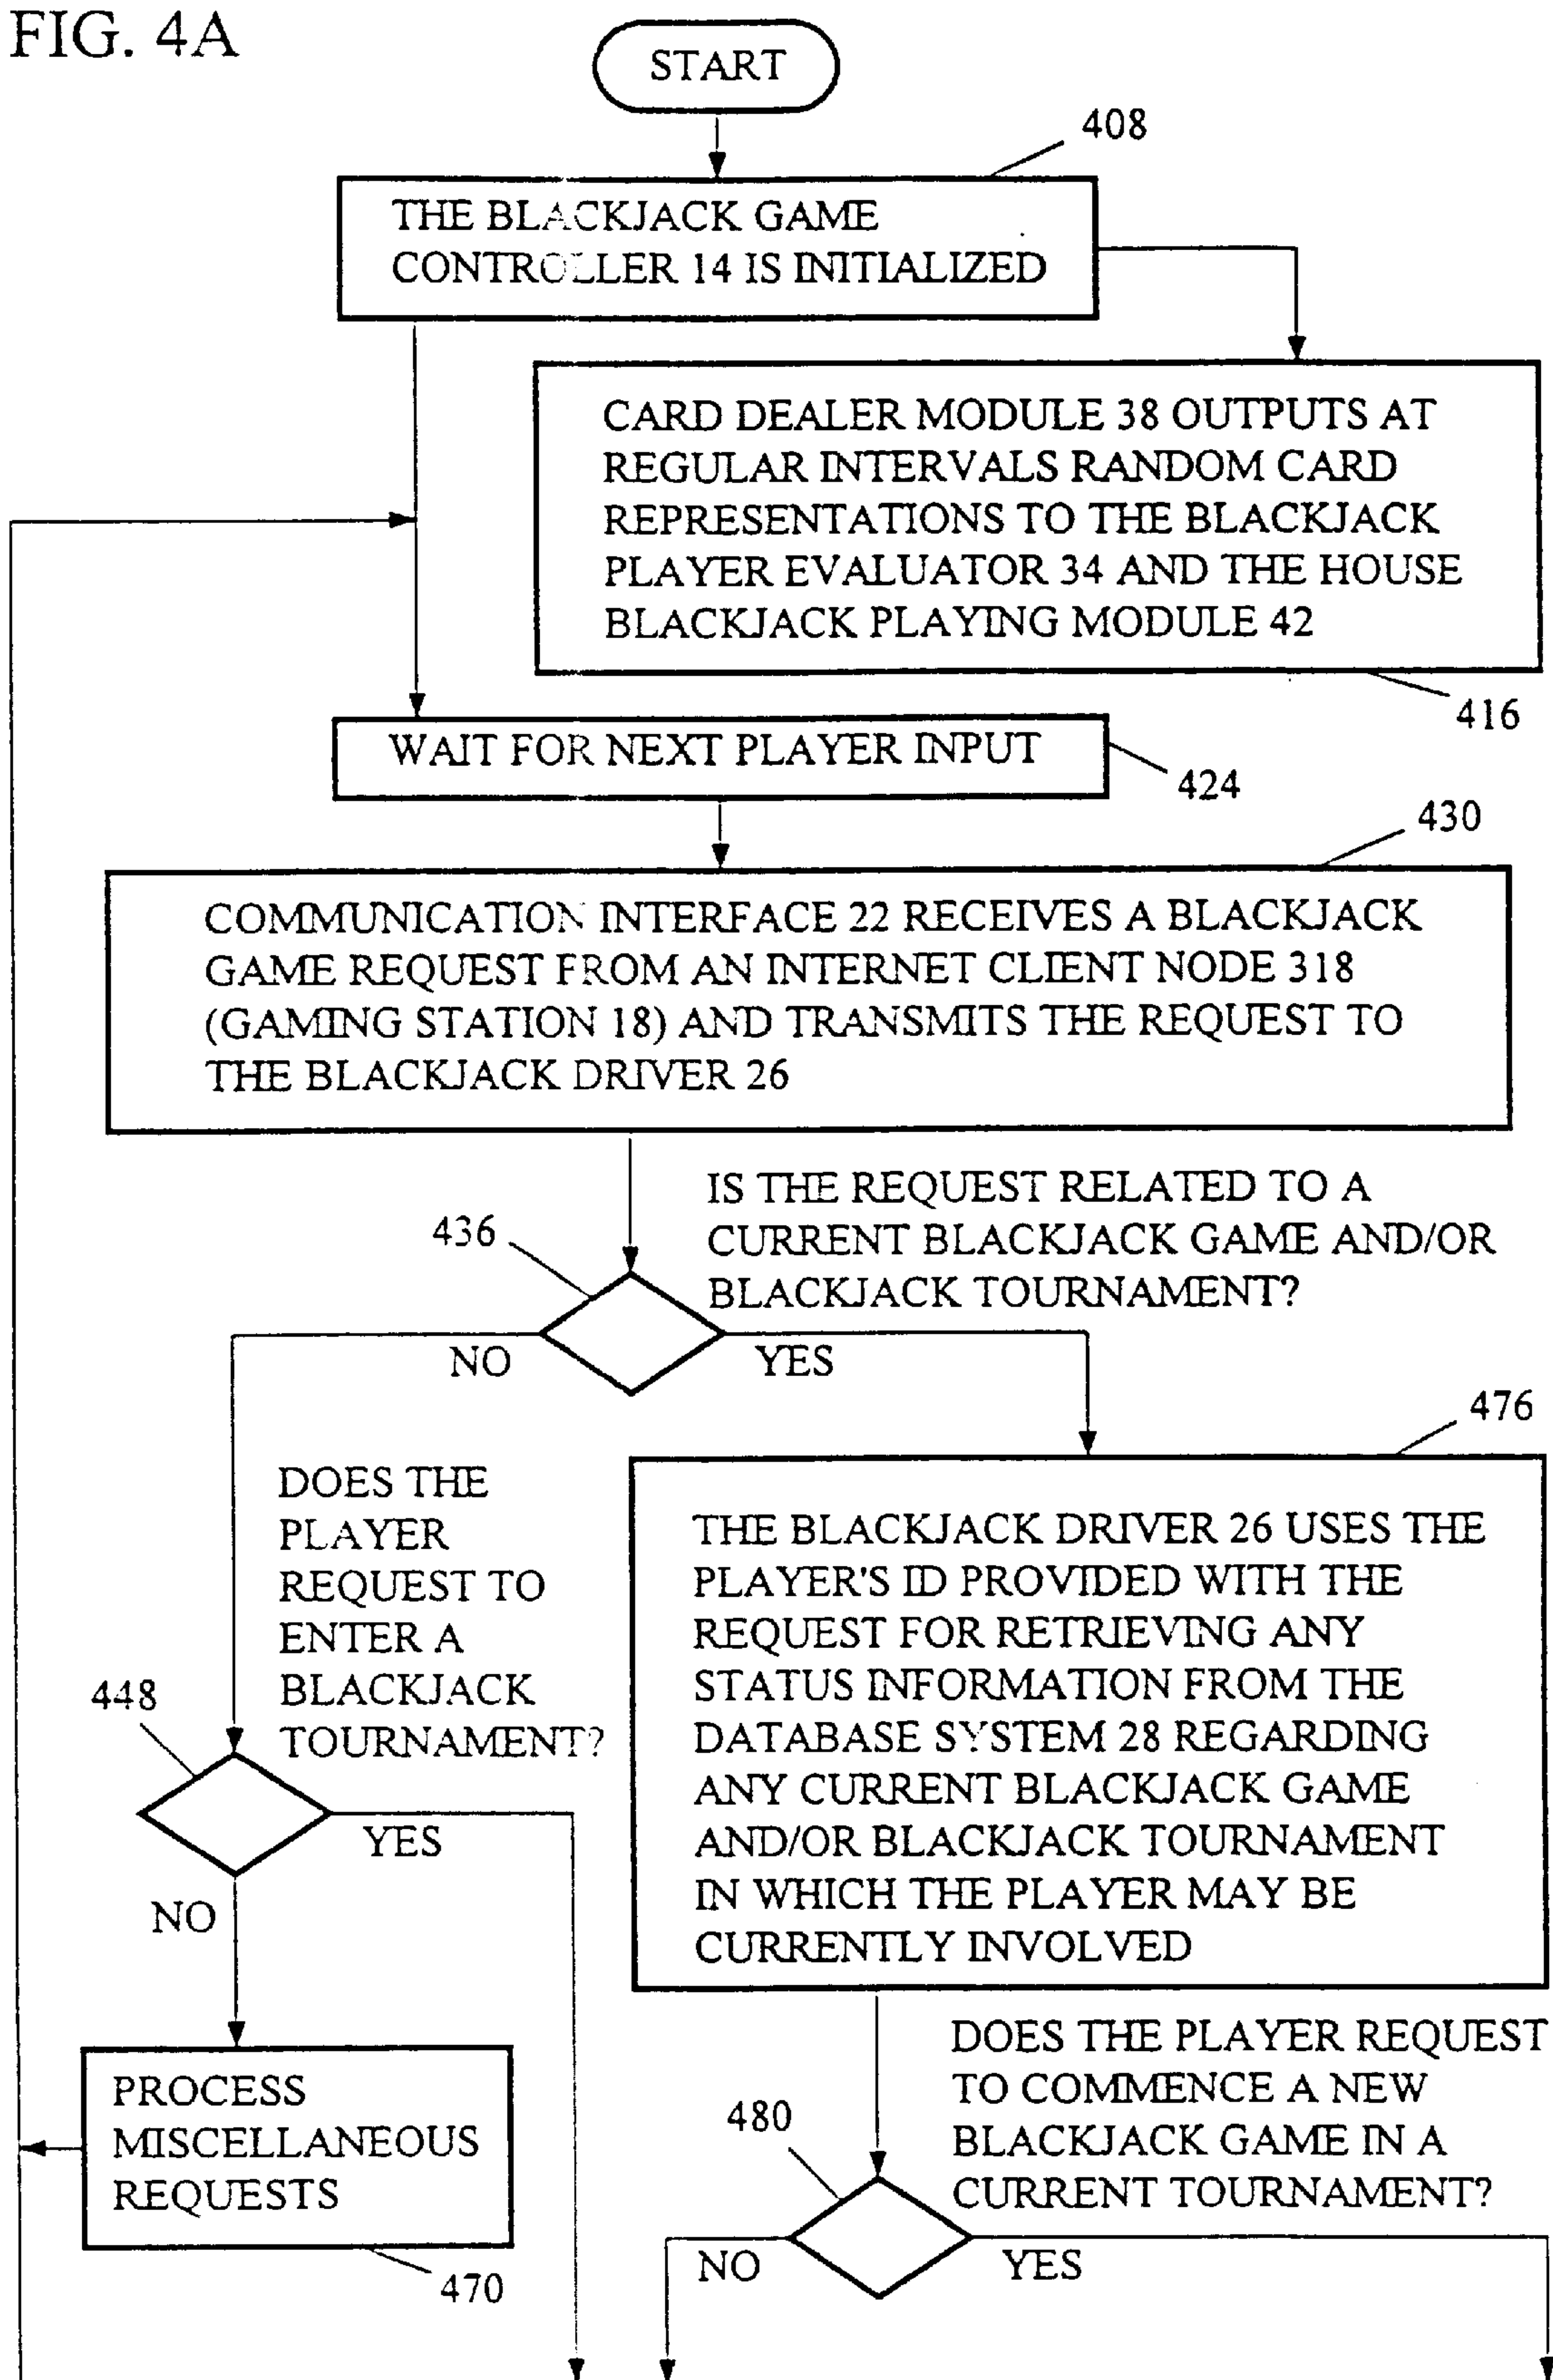 FIG. 4A
START
408
THE BLACKJACK GAME
CONTROLLER 14 IS INITIALIZED
CARD DEALER MODULE 38 OUTPUTS AT
REGULAR INTERVALS RANDOM CARD
REPRESENTATIONS TO THE BLACKJACK
PLAYER EVALUATOR 34 AND THE HOUSE
BLACKJACK PLAYING MODULE 42
416
WAIT FOR NEXT PLAYER INPUT
424
430
COMMUNICATION INTERFACE 22 RECEIVES A BLACKJACK
GAME REQUEST FROM AN INTERNET CLIENT NODE 318
(GAMING STATION 18) AND TRANSMITS THE REQUEST TO
THE BLACKJACK DRIVER 26
IS THE REQUEST RELATED TO A
CURRENT BLACKJACK GAME AND/OR
BLACKJACK TOURNAMENT?
436
NO
YES
476
DOES THE
PLAYER
REQUEST TO
ENTER A
BLACKJACK
TOURNAMENT?
448
YES
NO
THE BLACKJACK DRIVER 26 USES THE
PLAYER'S ID PROVIDED WITH THE
REQUEST FOR RETRIEVING ANY
STATUS INFORMATION FROM THE
DATABASE SYSTEM 28 REGARDING
ANY CURRENT BLACKJACK GAME
AND/OR BLACKJACK TOURNAMENT
IN WHICH THE PLAYER MAY BE
CURRENTLY INVOLVED
PROCESS
MISCELLANEOUS
REQUESTS
470
DOES THE PLAYER REQUEST
TO COMMENCE A NEW
BLACKJACK GAME IN A
CURRENT TOURNAMENT?
480
NO
YES